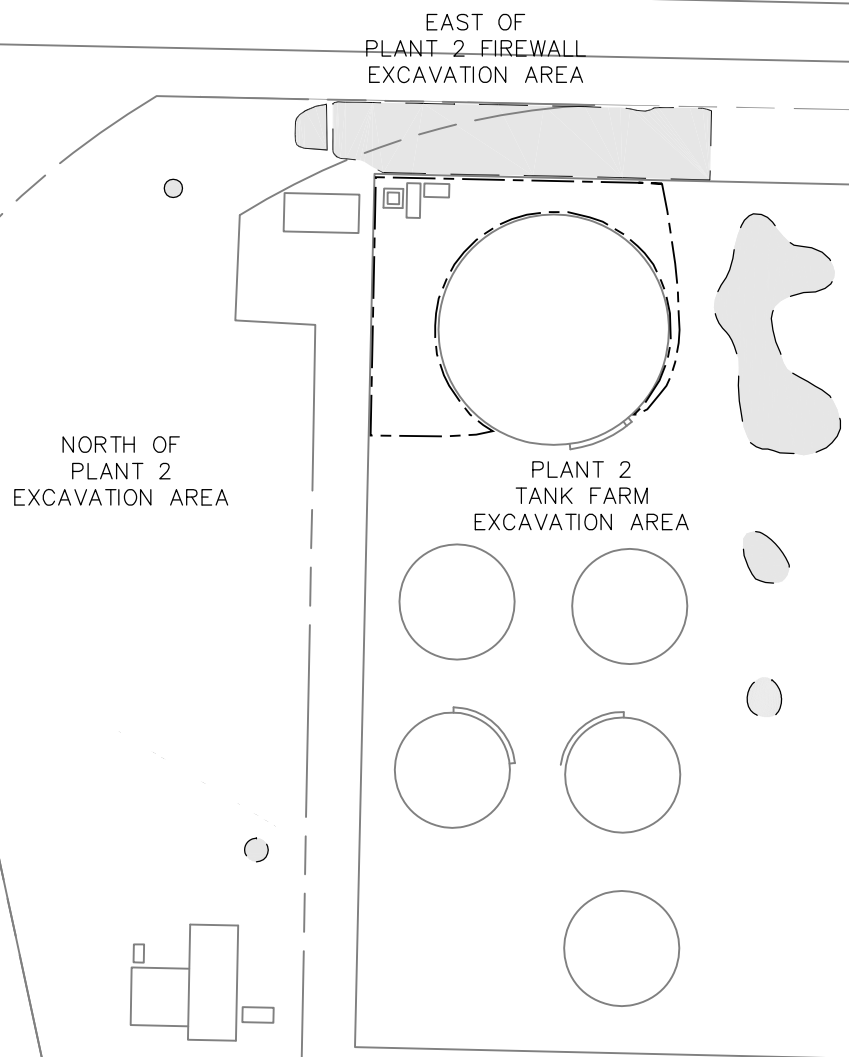 EAST OF
PLANT 2 FIREWALL
EXCAVATION AREA
NORTH OF
PLANT 2
EXCAVATION AREA
PLANT 2
TANK FARM
EXCAVATION AREA